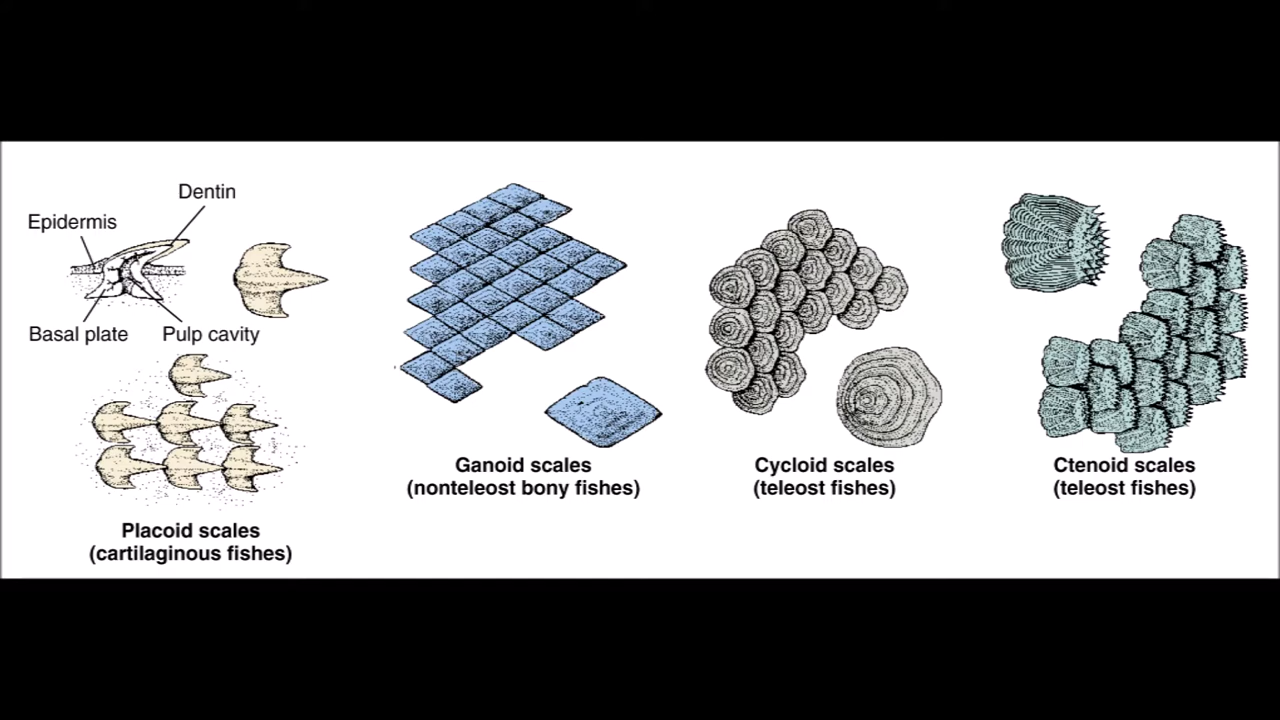 Dentin
Epidermis
Basal plate
Pulp cavity
Placoid scales
(cartilaginous fishes)
Ganoid scales
(nonteleost bony fishes)
Cycloid scales
(teleost fishes)
Ctenoid scales
(teleost fishes)